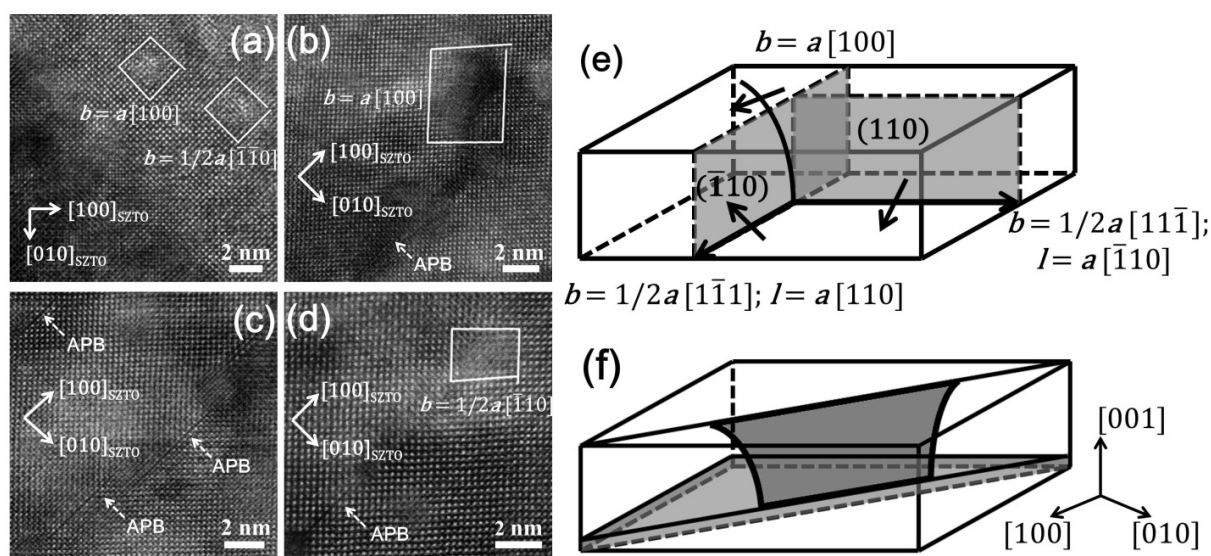 (a)
b = a [100]
b = 1/2a [1̄1̄0]
[100]SZTO
[010]SZTO
2 nm
(b)
b = a [100]
[100]SZTO
[010]SZTO
APB
2 nm
(c)
APB
[100]SZTO
[010]SZTO
APB
APB
2 nm
(d)
[100]SZTO
[010]SZTO
b = 1/2a [1̄10]
APB
2 nm
(e)
b = a [100]
(110)
(1̄10)
b = 1/2a [111̄];
l = a [1̄10]
b = 1/2a [11̄1]; l = a [110]
(f)
[001]
[100]
[010]